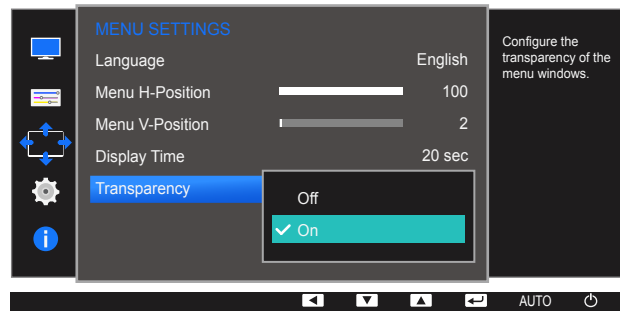 MENU SETTINGS
Language English
Menu H-Position 100
Menu V-Position 2
Display Time 20 sec
Transparency
Off
On
Configure the
transparency of the
menu windows.
AUTO